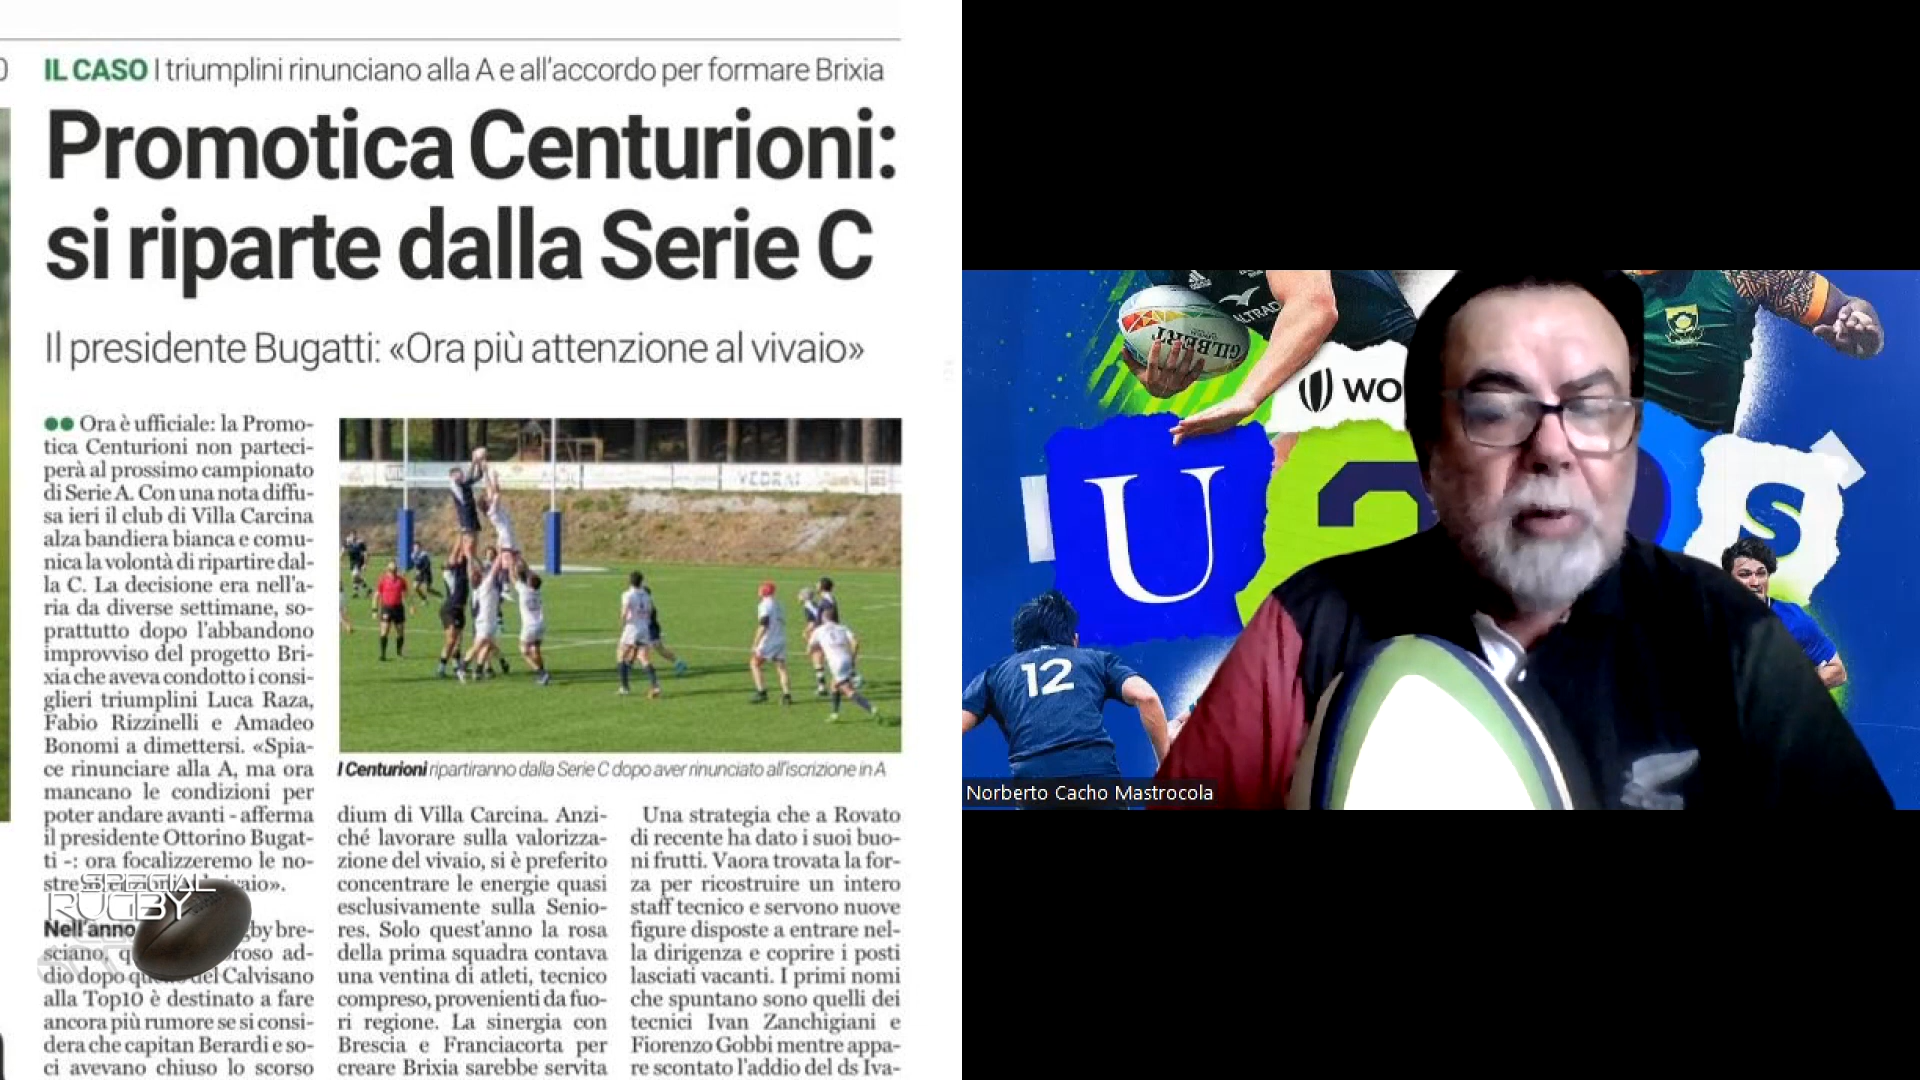 IL CASO I triumplini rinunciano alla A e all'accordo per formare Brixia
Promotica Centurioni:
si riparte dalla Serie C
Il presidente Bugatti: «Ora più attenzione al vivaio»
Ora è ufficiale: la Promo-
tica Centurioni non parteci-
perà al prossimo campionato
di Serie A. Con una nota diffu-
sa ieri il club di Villa Carcina
alza bandiera bianca e comu-
nica la volontà di ripartire dal-
la C. La decisione era nell'a-
ria da diverse settimane, so-
prattutto dopo l'abbandono
improvviso del progetto Bri-
xia che aveva condotto i consi-
glieri triumplini Luca Raza,
Fabio Rizzinelli e Amadeo
Bonomi a dimettersi. «Spia-
ce rinunciare alla A, ma ora
mancano le condizioni per
poter andare avanti - afferma
il presidente Ottorino Bugat-
ti -: ora focalizzeremo le no-
stre vivaio».
Nell'anno rugby bre-
sciano, ad-
dio dopo del Calvisano
alla Top10 è destinato a fare
ancora più rumore se si consi-
dera che capitan Berardi e so-
ci avevano chiuso lo scorso
I Centurioni ripartiranno dalla Serie C dopo aver rinunciato all'iscrizione in A
dium di Villa Carcina. Anzi-
ché lavorare sulla valorizza-
zione del vivaio, si è preferito
concentrare le energie quasi
esclusivamente sulla Senio-
res. Solo quest'anno la rosa
della prima squadra contava
una ventina di atleti, tecnico
compreso, provenienti da fuo-
ri regione. La sinergia con
Brescia e Franciacorta per
creare Brixia sarebbe servita
Una strategia che a Rovato
di recente ha dato i suoi buo-
ni frutti. Va ora trovata la for-
za per ricostruire un intero
staff tecnico e servono nuove
figure disposte a entrare nel-
la dirigenza e coprire i posti
lasciati vacanti. I primi nomi
che spuntano sono quelli dei
tecnici Ivan Zanchigiani e
Fiorenzo Gobbi mentre appa-
re scontato l'addio del ds Iva-
SPECIAL
RUGBY
GILBERT
ALTRAD
WO
U
S
12
Norberto Cacho Mastrocola